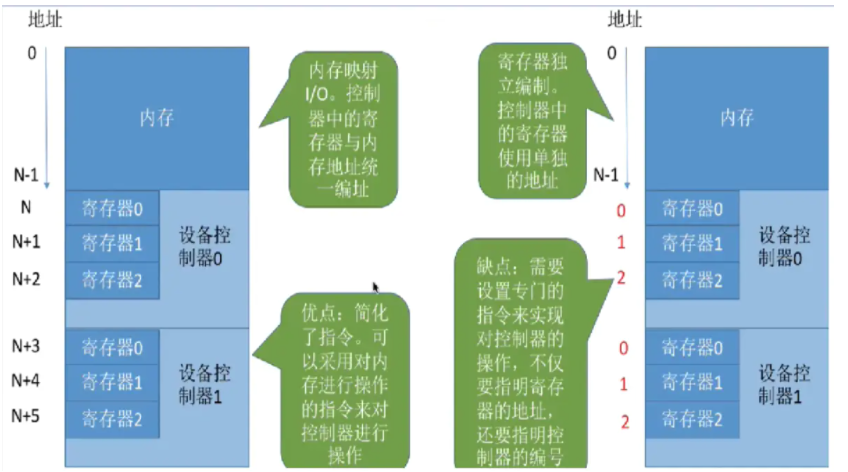 地址
0
内存
N-1
N
寄存器0
N+1
寄存器1
N+2
寄存器2
设备控
制器0
N+3
寄存器0
N+4
寄存器1
N+5
寄存器2
设备控
制器1
内存映射
I/O。控制
器中的寄
存器与内
存地址统
一编址
优点：简化
了指令。可
以采用对内
存进行操作
的指令来对
控制器进行
操作
寄存器独
立编制。
控制器中
的寄存器
使用单独
的地址
缺点：需要
设置专门的
指令来实现
对控制器的
操作，不仅
要指明寄存
器的地址，
还要指明控
制器的编号
地址
0
内存
N-1
0
寄存器0
1
寄存器1
2
寄存器2
设备控
制器0
0
寄存器0
1
寄存器1
2
寄存器2
设备控
制器1